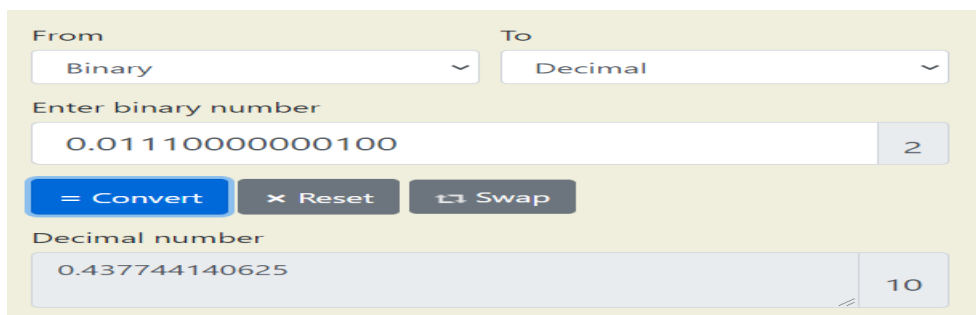 From To
Binary Decimal
Enter binary number
0.01110000000100 2
= Convert × Reset Swap
Decimal number
0.437744140625
10